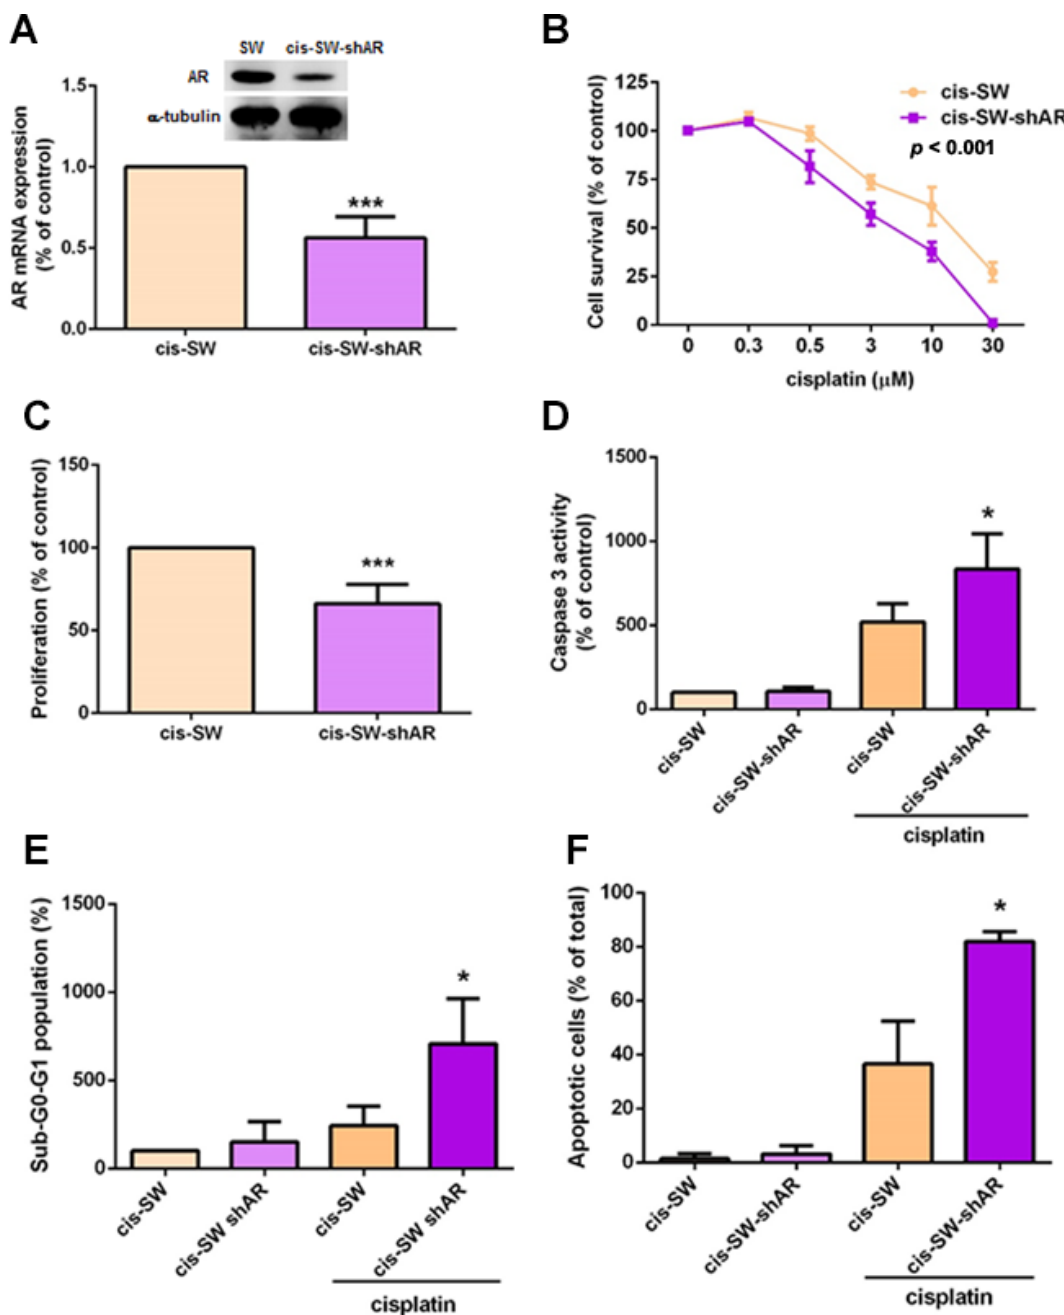 A
SW cis-SW-shAR
AR
α-tubulin
AR mRNA expression
(% of control)
1.5
1.0
0.5
0.0
***
cis-SW cis-SW-shAR
B
Cell survival (% of control)
125
100
75
50
25
0
cis-SW
cis-SW-shAR
p < 0.001
0 0.3 0.5 3 10 30
cisplatin (μM)
C
Proliferation (% of control)
150
100
50
0
***
cis-SW cis-SW-shAR
D
Caspase 3 activity
(% of control)
1500
1000
500
0
*
cis-SW cis-SW-shAR cis-SW cis-SW-shAR
cisplatin
E
Sub-G0-G1 population (%)
1500
1000
500
0
*
cis-SW cis-SW shAR cis-SW cis-SW shAR
cisplatin
F
Apoptotic cells (% of total)
100
80
60
40
20
0
*
cis-SW cis-SW-shAR cis-SW cis-SW-shAR
cisplatin